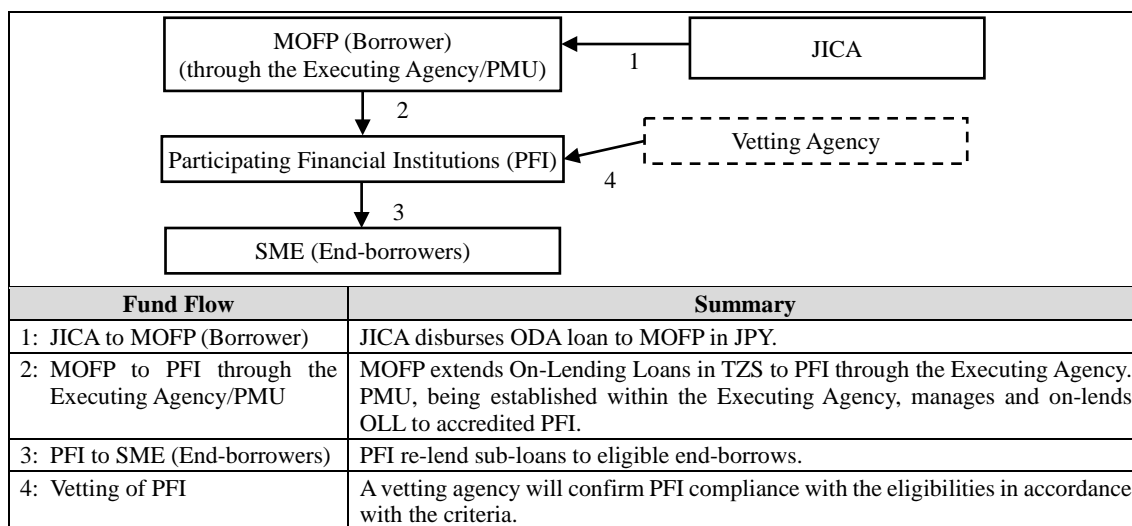 MOFP (Borrower)
(through the Executing Agency/PMU)
JICA
1
2
Participating Financial Institutions (PFI)
Vetting Agency
4
3
SME (End-borrowers)
Fund Flow
Summary
1: JICA to MOFP (Borrower)
JICA disburses ODA loan to MOFP in JPY.
2: MOFP to PFI through the
Executing Agency/PMU
MOFP extends On-Lending Loans in TZS to PFI through the Executing Agency.
PMU, being established within the Executing Agency, manages and on-lends
OLL to accredited PFI.
3: PFI to SME (End-borrowers)
PFI re-lend sub-loans to eligible end-borrows.
4: Vetting of PFI
A vetting agency will confirm PFI compliance with the eligibilities in accordance
with the criteria.